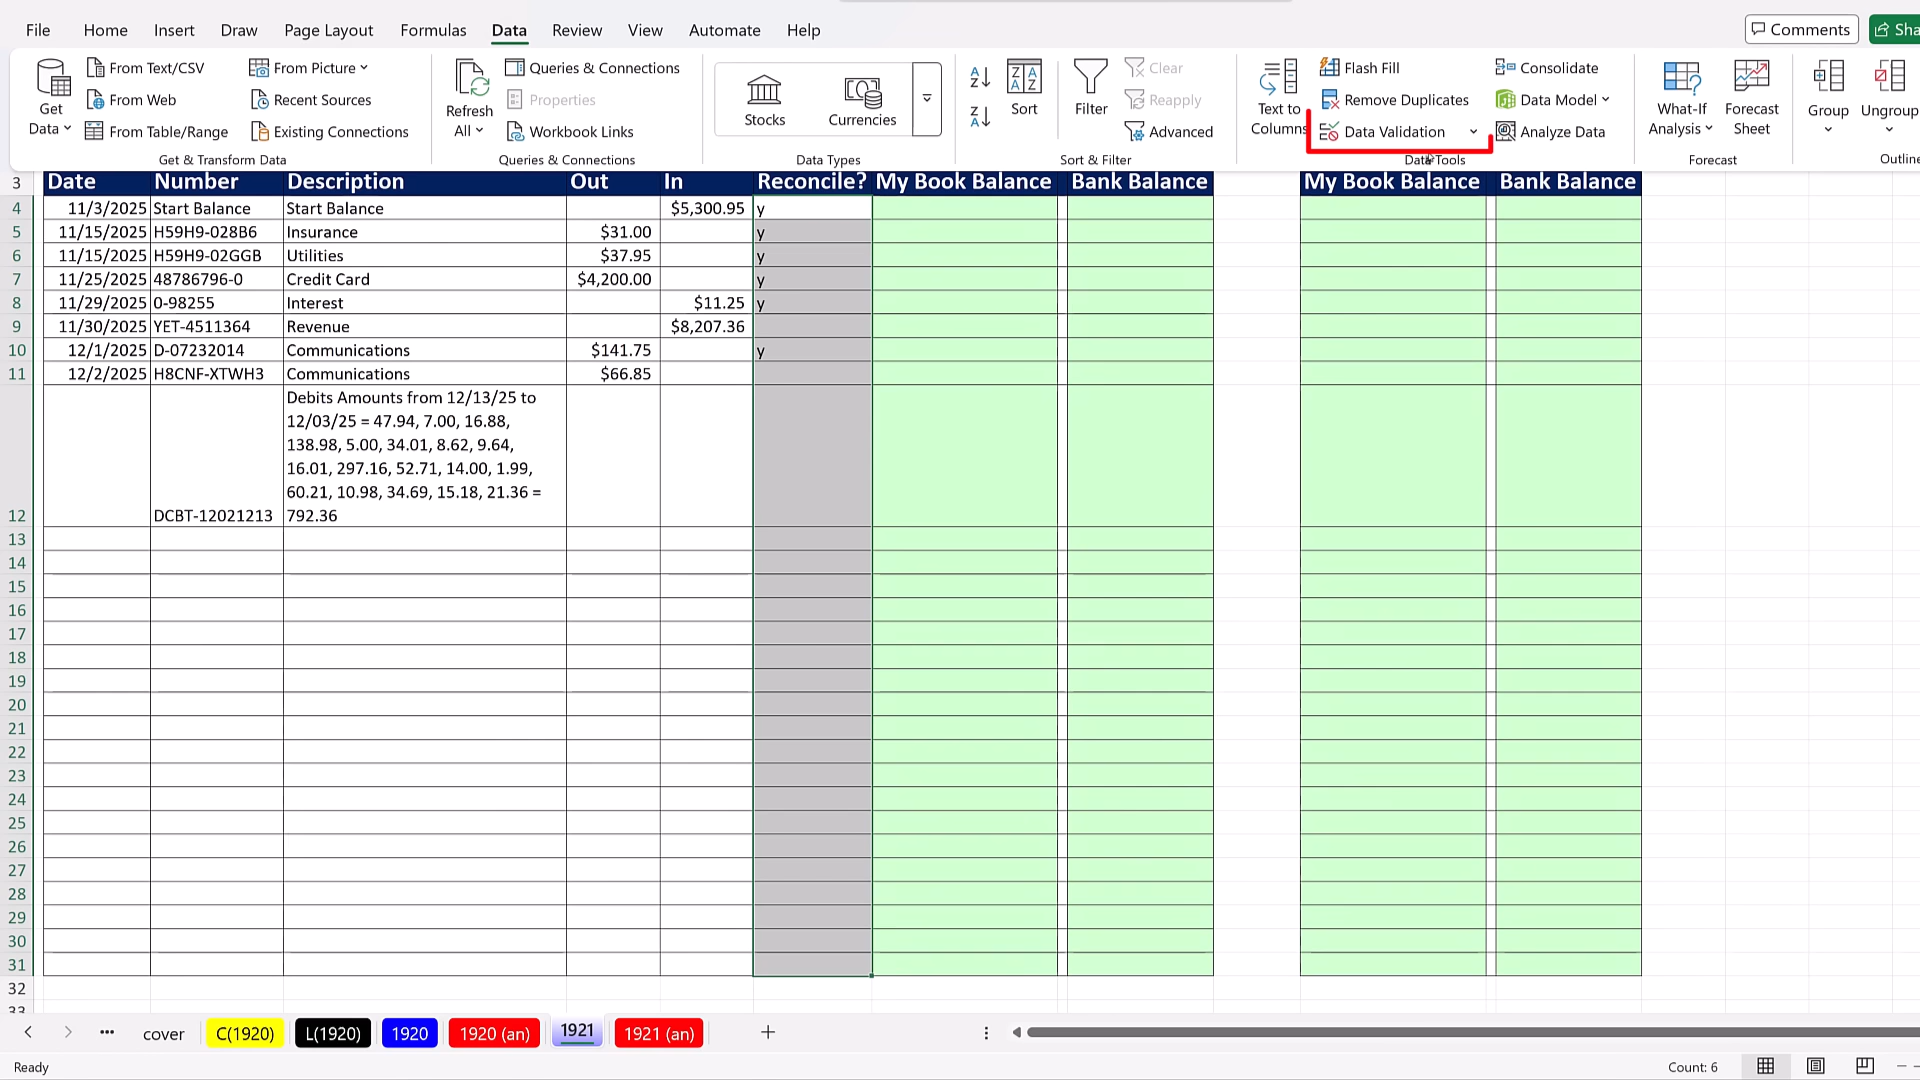 File Home Insert Draw Page Layout Formulas Data Review View Automate Help Comments Sha
Get Data From Text/CSV From Web From Table/Range From Picture Recent Sources Existing Connections
Get & Transform Data
Refresh All Queries & Connections Properties Workbook Links
Queries & Connections
Stocks Currencies
Data Types
Sort Filter Clear Reapply Advanced
Sort & Filter
Text to Columns Flash Fill Remove Duplicates Data Validation Consolidate Data Model Analyze Data
Data Tools
What-If Analysis Forecast Sheet
Forecast
Group Ungroup
Outline
3 Date Number Description Out In Reconcile? My Book Balance Bank Balance My Book Balance Bank Balance
4 11/3/2025 Start Balance Start Balance $5,300.95 y
5 11/15/2025 H59H9-028B6 Insurance $31.00 y
6 11/15/2025 H59H9-02GGB Utilities $37.95 y
7 11/25/2025 48786796-0 Credit Card $4,200.00 y
8 11/29/2025 0-98255 Interest $11.25 y
9 11/30/2025 YET-4511364 Revenue $8,207.36
10 12/1/2025 D-07232014 Communications $141.75 y
11 12/2/2025 H8CNF-XTWH3 Communications $66.85
Debits Amounts from 12/13/25 to
12/03/25 = 47.94, 7.00, 16.88,
138.98, 5.00, 34.01, 8.62, 9.64,
16.01, 297.16, 52.71, 14.00, 1.99,
60.21, 10.98, 34.69, 15.18, 21.36 =
12 DCBT-12021213 792.36
13
14
15
16
17
18
19
20
21
22
23
24
25
26
27
28
29
30
31
32
33
cover C(1920) L(1920) 1920 1920 (an) 1921 1921 (an)
Ready Count: 6